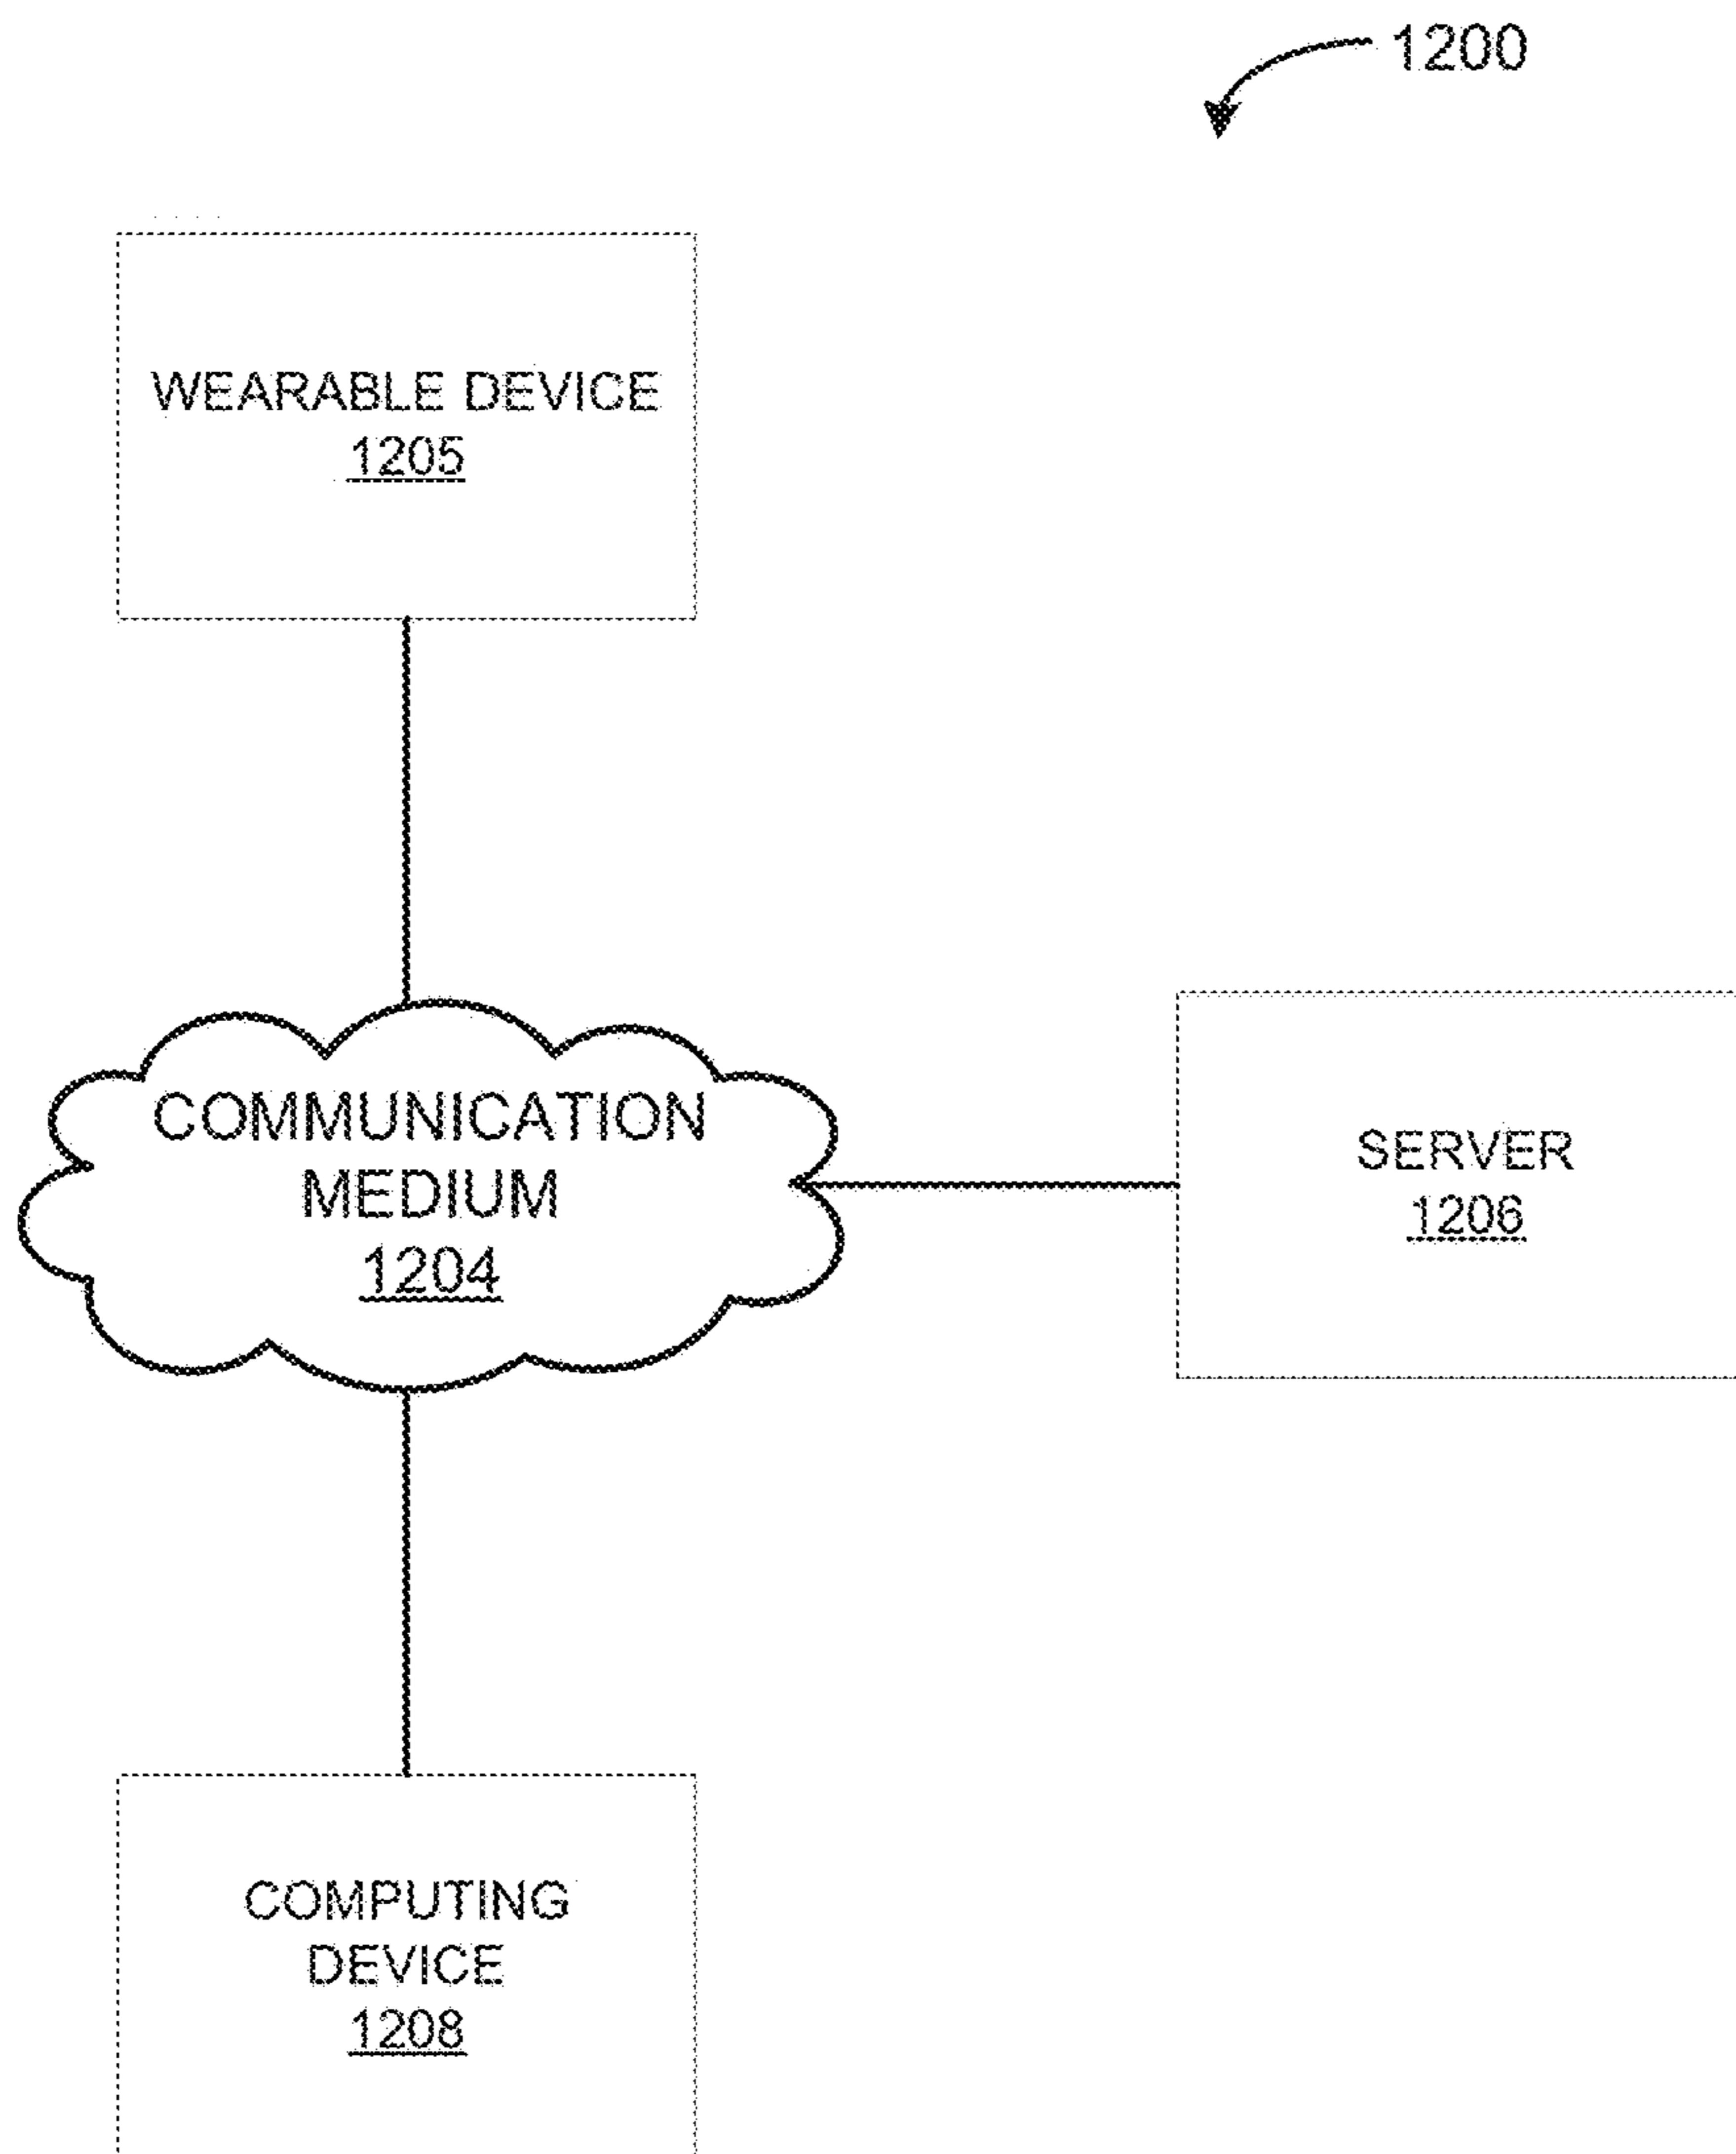 1200
WEARABLE DEVICE
1205
COMMUNICATION
MEDIUM
1204
SERVER
1206
COMPUTING
DEVICE
1208